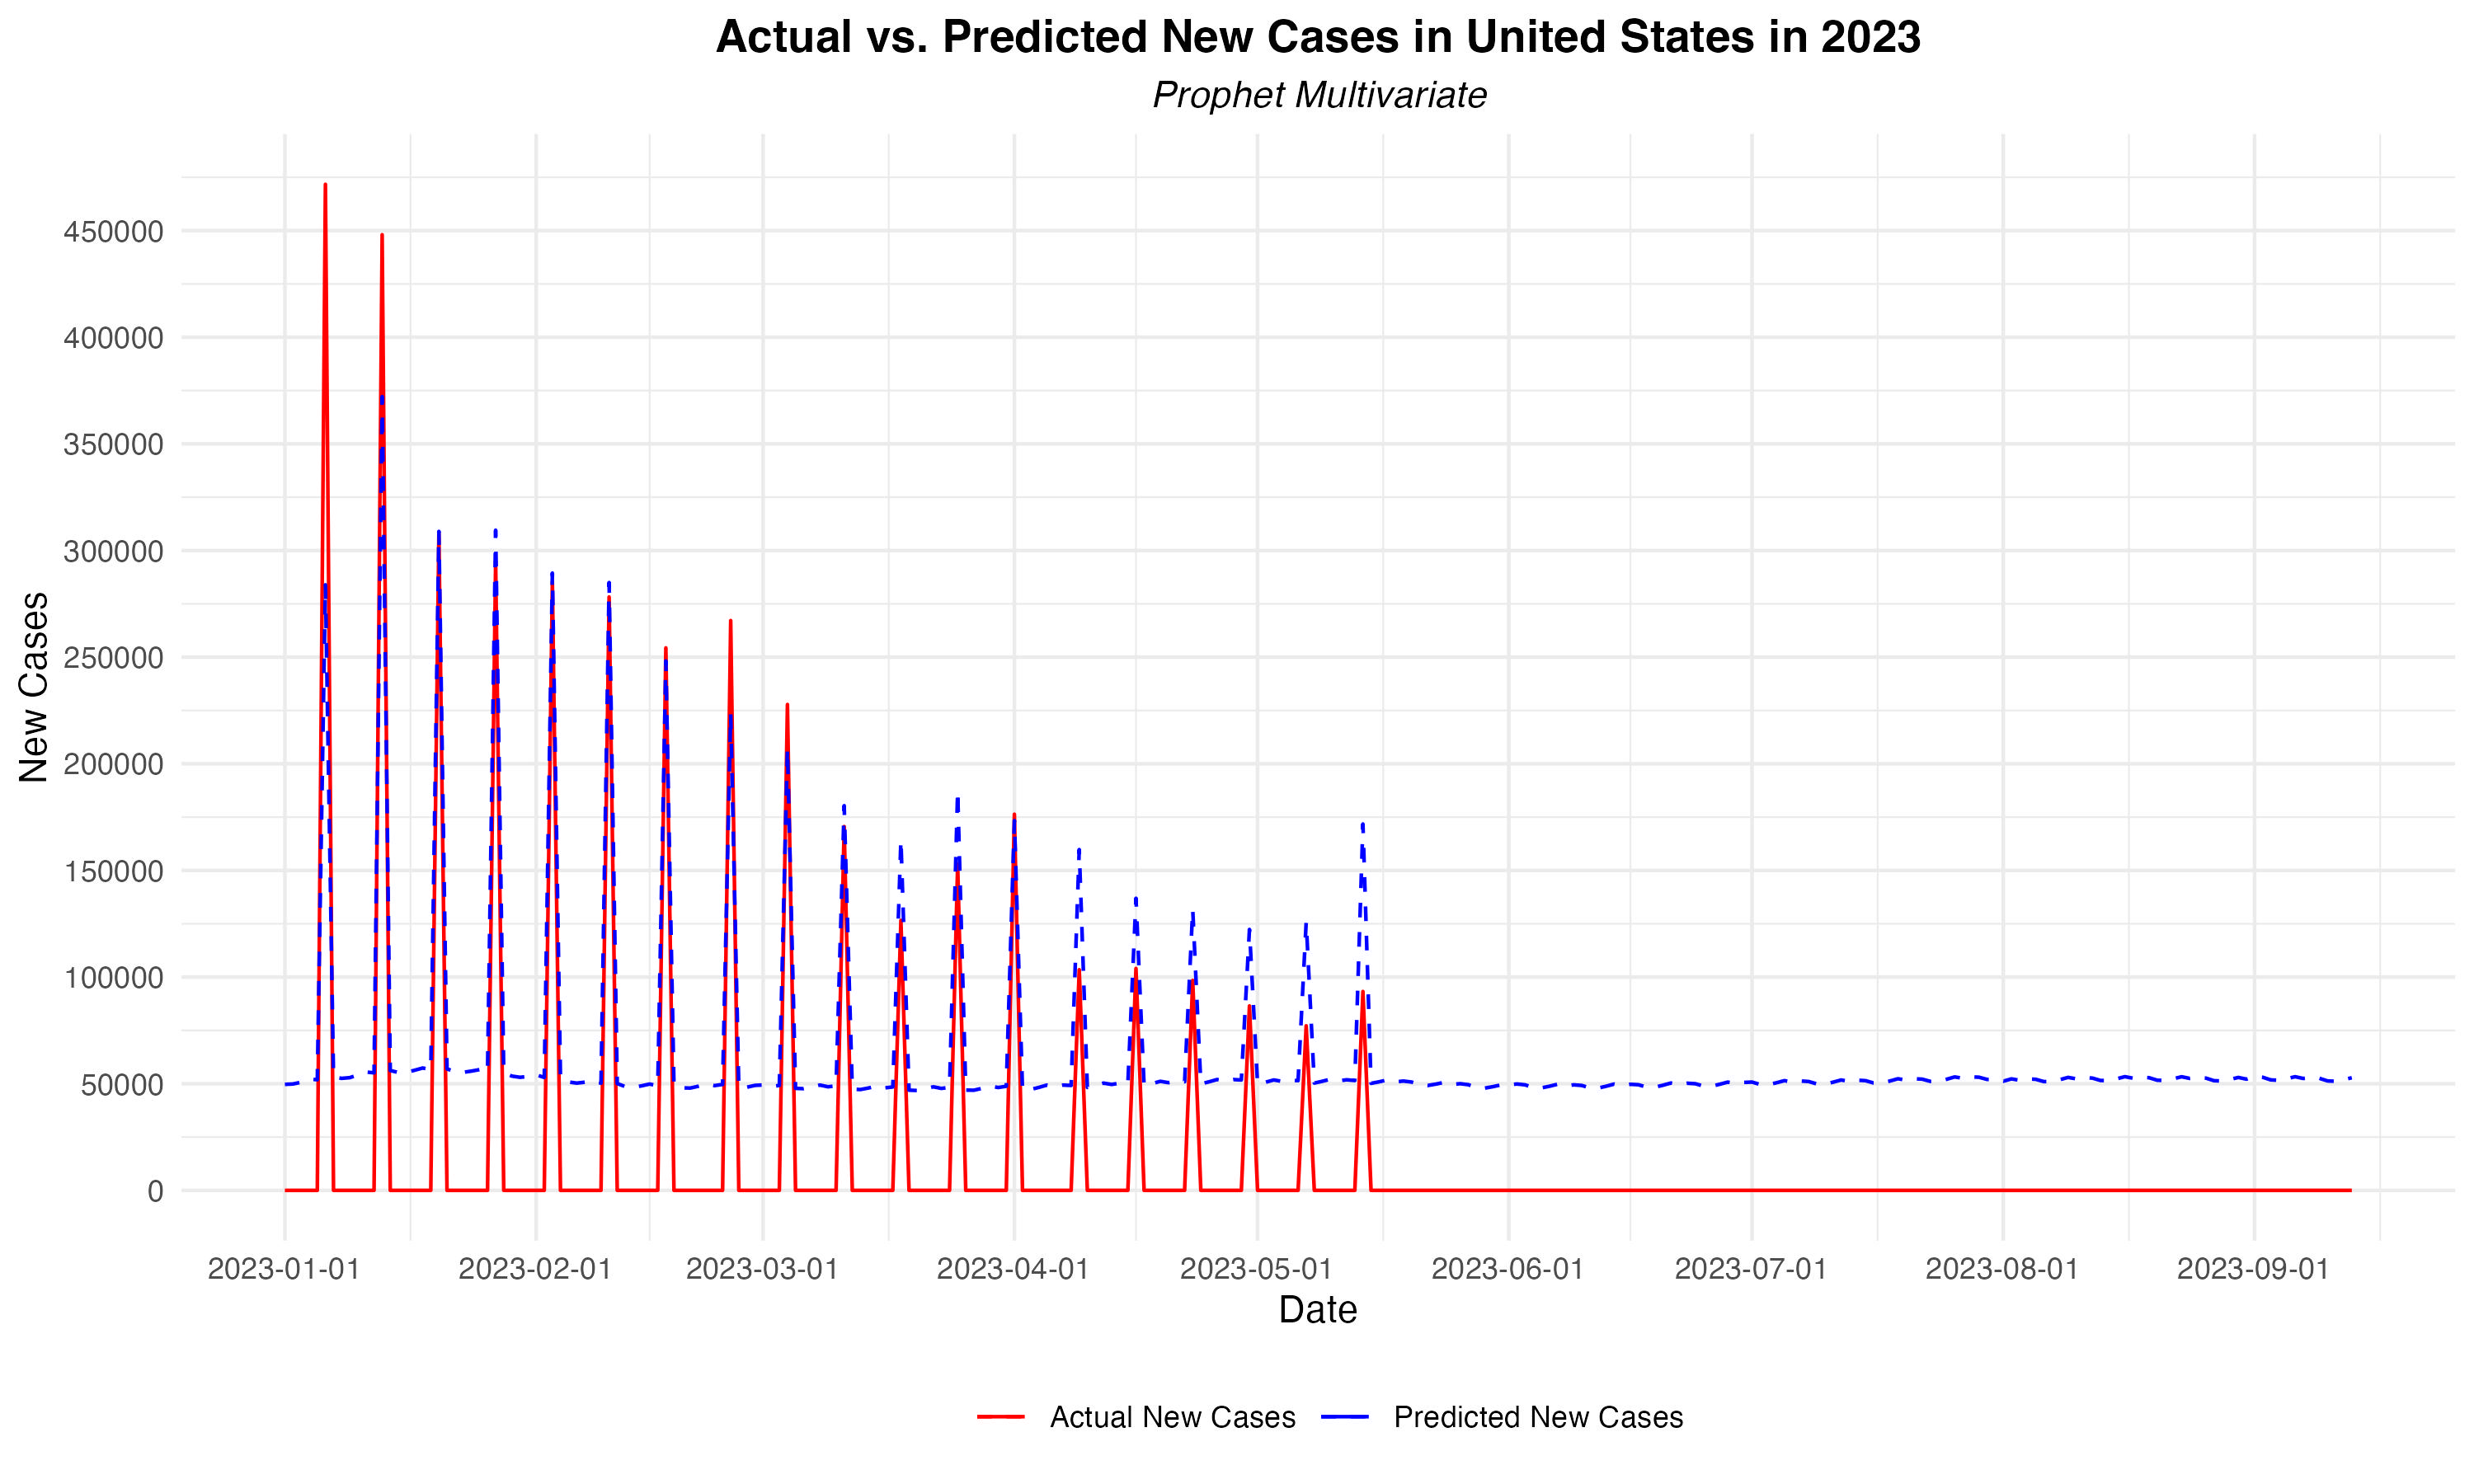 Actual vs. Predicted New Cases in United States in 2023
Prophet Multivariate
New Cases
450000
400000
350000
300000
250000
200000
150000
100000
50000
0
2023-01-01 2023-02-01 2023-03-01 2023-04-01 2023-05-01 2023-06-01 2023-07-01 2023-08-01 2023-09-01
Date
Actual New Cases Predicted New Cases